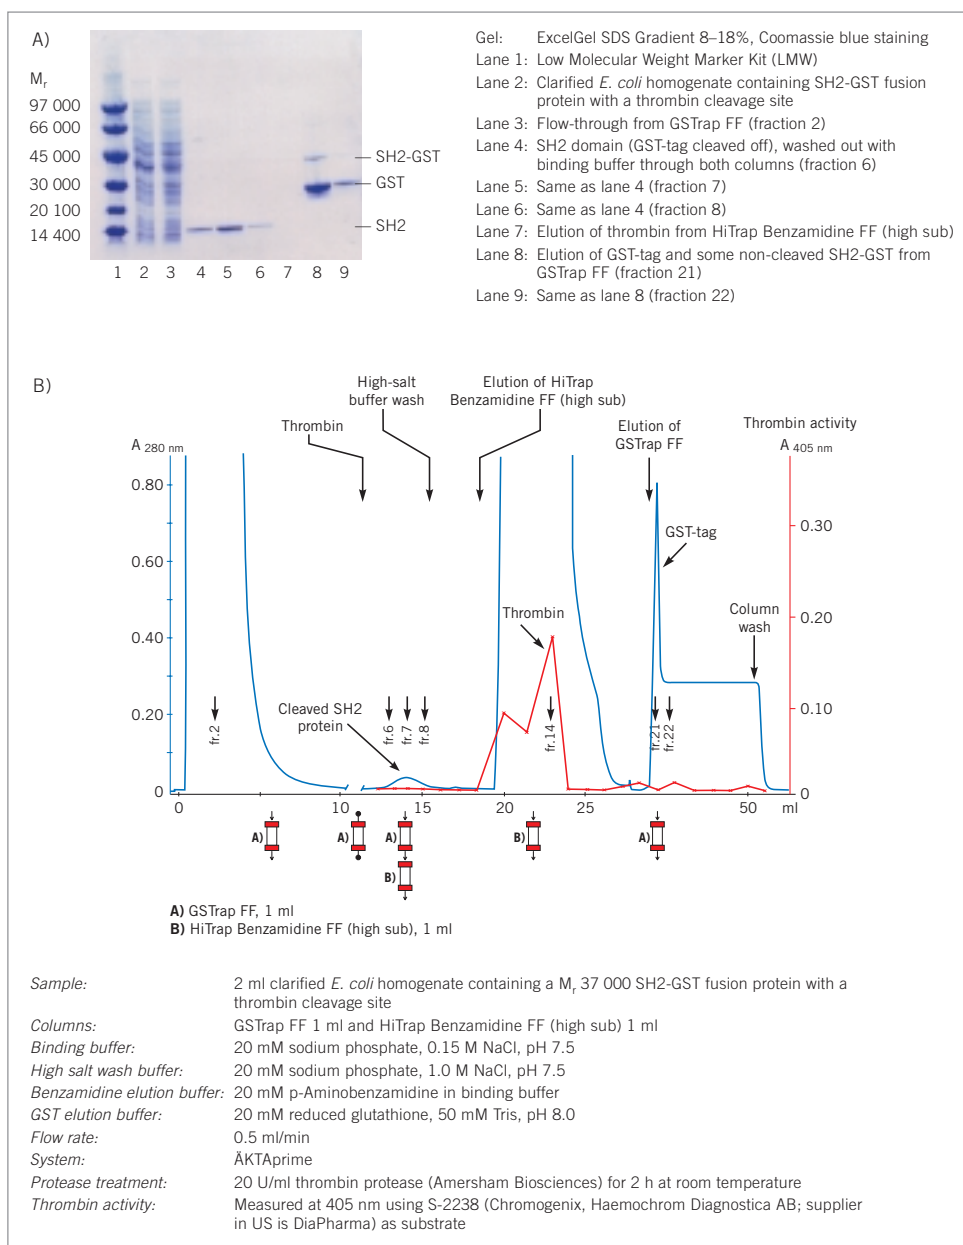 A)
Mr
97 000
66 000
45 000
30 000
20 100
14 400
SH2-GST
GST
SH2
1 2 3 4 5 6 7 8 9
Gel: ExcelGel SDS Gradient 8–18%, Coomassie blue staining
Lane 1: Low Molecular Weight Marker Kit (LMW)
Lane 2: Clarified E. coli homogenate containing SH2-GST fusion
protein with a thrombin cleavage site
Lane 3: Flow-through from GSTrap FF (fraction 2)
Lane 4: SH2 domain (GST-tag cleaved off), washed out with
binding buffer through both columns (fraction 6)
Lane 5: Same as lane 4 (fraction 7)
Lane 6: Same as lane 4 (fraction 8)
Lane 7: Elution of thrombin from HiTrap Benzamidine FF (high sub)
Lane 8: Elution of GST-tag and some non-cleaved SH2-GST from
GSTrap FF (fraction 21)
Lane 9: Same as lane 8 (fraction 22)
B)
A 280 nm
Thrombin
High-salt
buffer wash
Elution of HiTrap
Benzamidine FF (high sub)
Elution of
GSTrap FF
Thrombin activity
A 405 nm
0.80
0.60
0.40
0.20
0
0.30
0.20
0.10
0
GST-tag
Thrombin
Column
wash
Cleaved SH2
protein
fr.2
fr.6
fr.7
fr.8
fr.14
fr.21
fr.22
0 10 15 20 25 50 ml
A)
A)
A)
B)
B)
A)
A) GSTrap FF, 1 ml
B) HiTrap Benzamidine FF (high sub), 1 ml
Sample: 2 ml clarified E. coli homogenate containing a Mr 37 000 SH2-GST fusion protein with a
thrombin cleavage site
Columns: GSTrap FF 1 ml and HiTrap Benzamidine FF (high sub) 1 ml
Binding buffer: 20 mM sodium phosphate, 0.15 M NaCl, pH 7.5
High salt wash buffer: 20 mM sodium phosphate, 1.0 M NaCl, pH 7.5
Benzamidine elution buffer: 20 mM p-Aminobenzamidine in binding buffer
GST elution buffer: 20 mM reduced glutathione, 50 mM Tris, pH 8.0
Flow rate: 0.5 ml/min
System: ÄKTAprime
Protease treatment: 20 U/ml thrombin protease (Amersham Biosciences) for 2 h at room temperature
Thrombin activity: Measured at 405 nm using S-2238 (Chromogenix, Haemochrom Diagnostica AB; supplier
in US is DiaPharma) as substrate